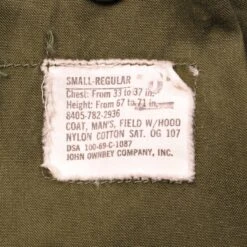 SMALL-REGULAR
Chest: From 33 to 37 in.
Height: From 67 to 71 in.
8405-782-2936
COAT, MAN'S, FIELD W/HOOD
NYLON COTTON SAT. OG 107
DSA 100-69-C-1087
JOHN OWNBEY COMPANY, INC.